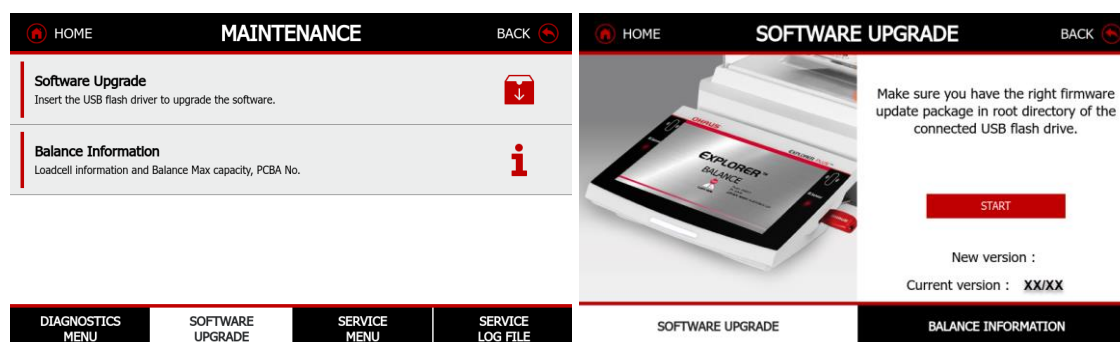 HOME
MAINTENANCE
BACK
Software Upgrade
Insert the USB flash driver to upgrade the software.
Balance Information
Loadcell information and Balance Max capacity, PCBA No.
DIAGNOSTICS
MENU
SOFTWARE
UPGRADE
SERVICE
MENU
SERVICE
LOG FILE
HOME
SOFTWARE UPGRADE
BACK
OHAUS
EXPLORER™
BALANCE
Make sure you have the right firmware
update package in root directory of the
connected USB flash drive.
START
New version :
Current version : XX/XX
SOFTWARE UPGRADE
BALANCE INFORMATION